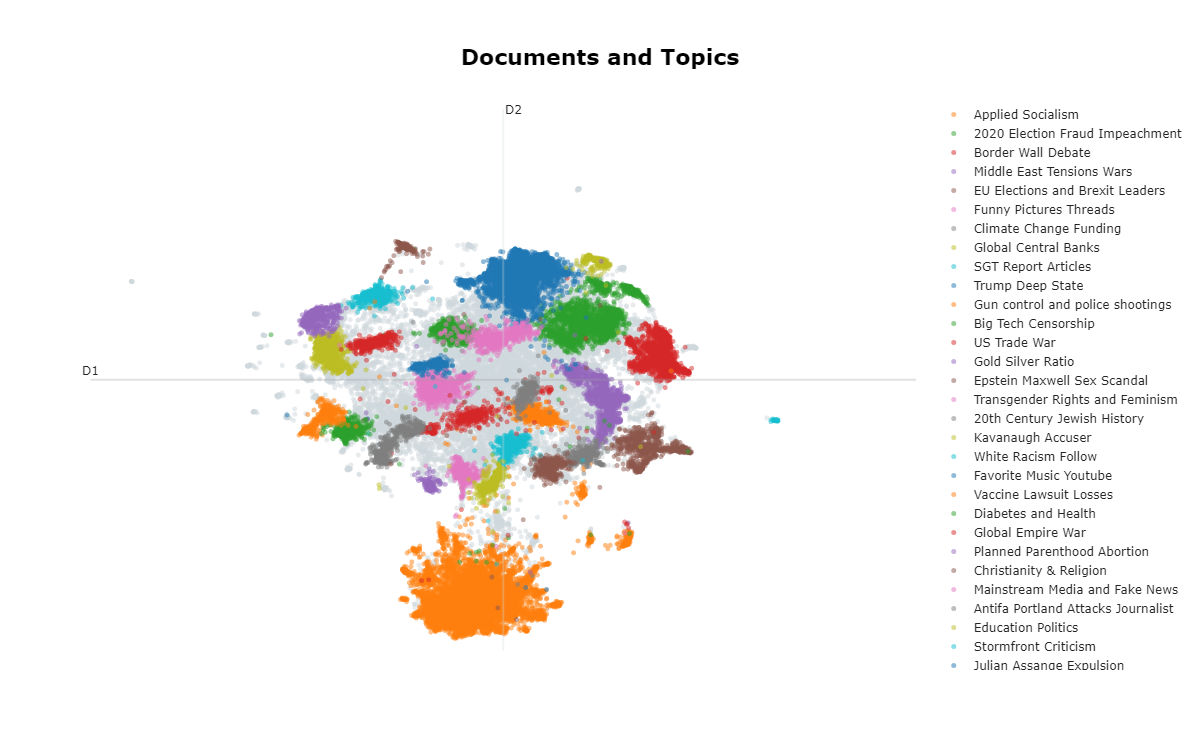 Documents and Topics
D2
D1
Applied Socialism
2020 Election Fraud Impeachment
Border Wall Debate
Middle East Tensions Wars
EU Elections and Brexit Leaders
Funny Pictures Threads
Climate Change Funding
Global Central Banks
SGT Report Articles
Trump Deep State
Gun control and police shootings
Big Tech Censorship
US Trade War
Gold Silver Ratio
Epstein Maxwell Sex Scandal
Transgender Rights and Feminism
20th Century Jewish History
Kavanaugh Accuser
White Racism Follow
Favorite Music Youtube
Vaccine Lawsuit Losses
Diabetes and Health
Global Empire War
Planned Parenthood Abortion
Christianity & Religion
Mainstream Media and Fake News
Antifa Portland Attacks Journalist
Education Politics
Stormfront Criticism
Julian Assange Expulsion